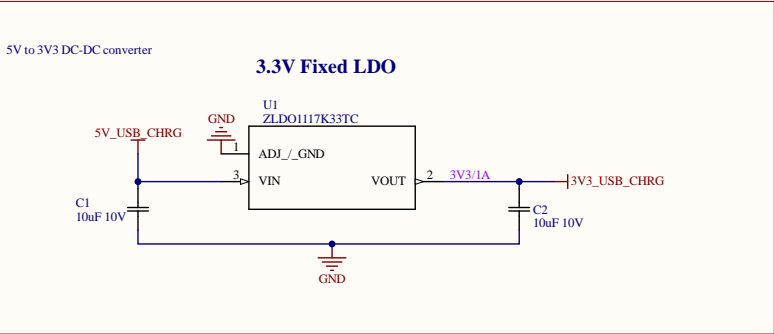 5V to 3V3 DC-DC converter
3.3V Fixed LDO
U1
ZLDO1117K33TC
GND
5V_USB_CHRG
1
ADJ_/_GND
3
VIN
VOUT
2
3V3/1A
3V3_USB_CHRG
C1
10uF 10V
C2
10uF 10V
GND